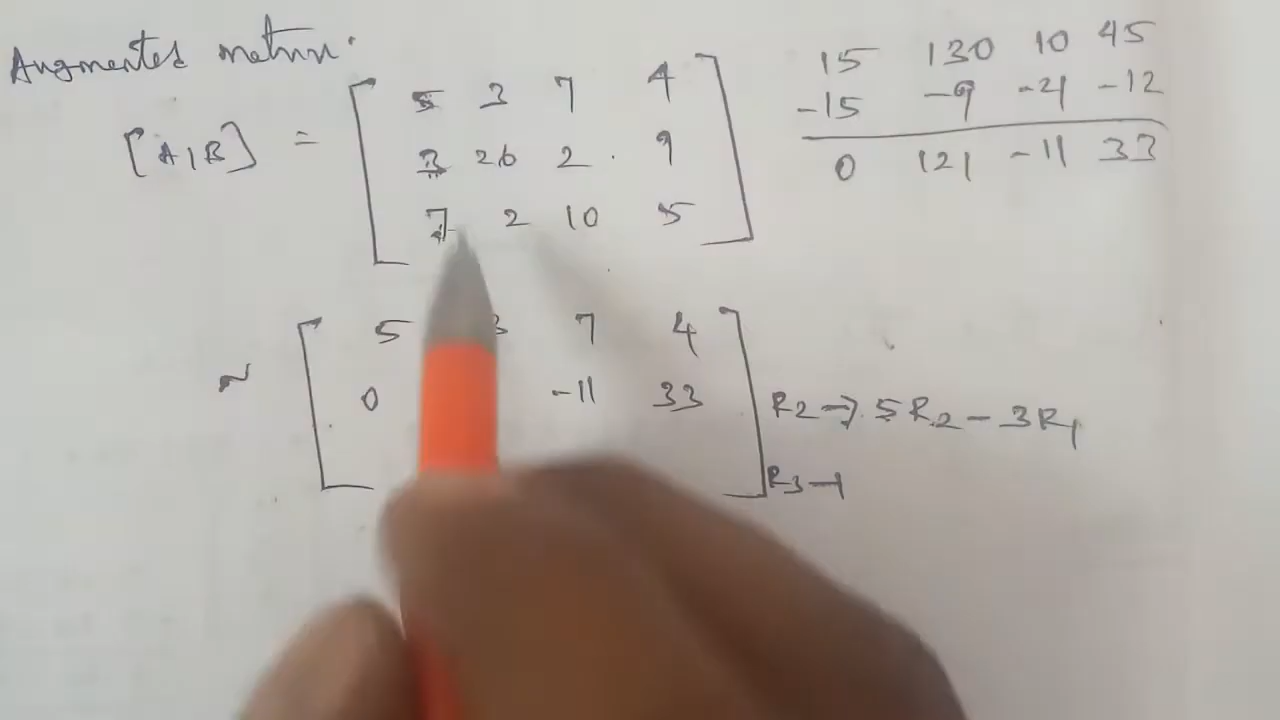 Augmented matrix.
[A|B] = [ 5 3 7 4
3 26 2 . 9
7 2 10 5 ]
15 130 10 45
-15 -9 -21 -12
0 121 -11 33
~ [ 5 3 7 4
0 -11 33 ] R2 → 5R2 - 3R1
R3 →